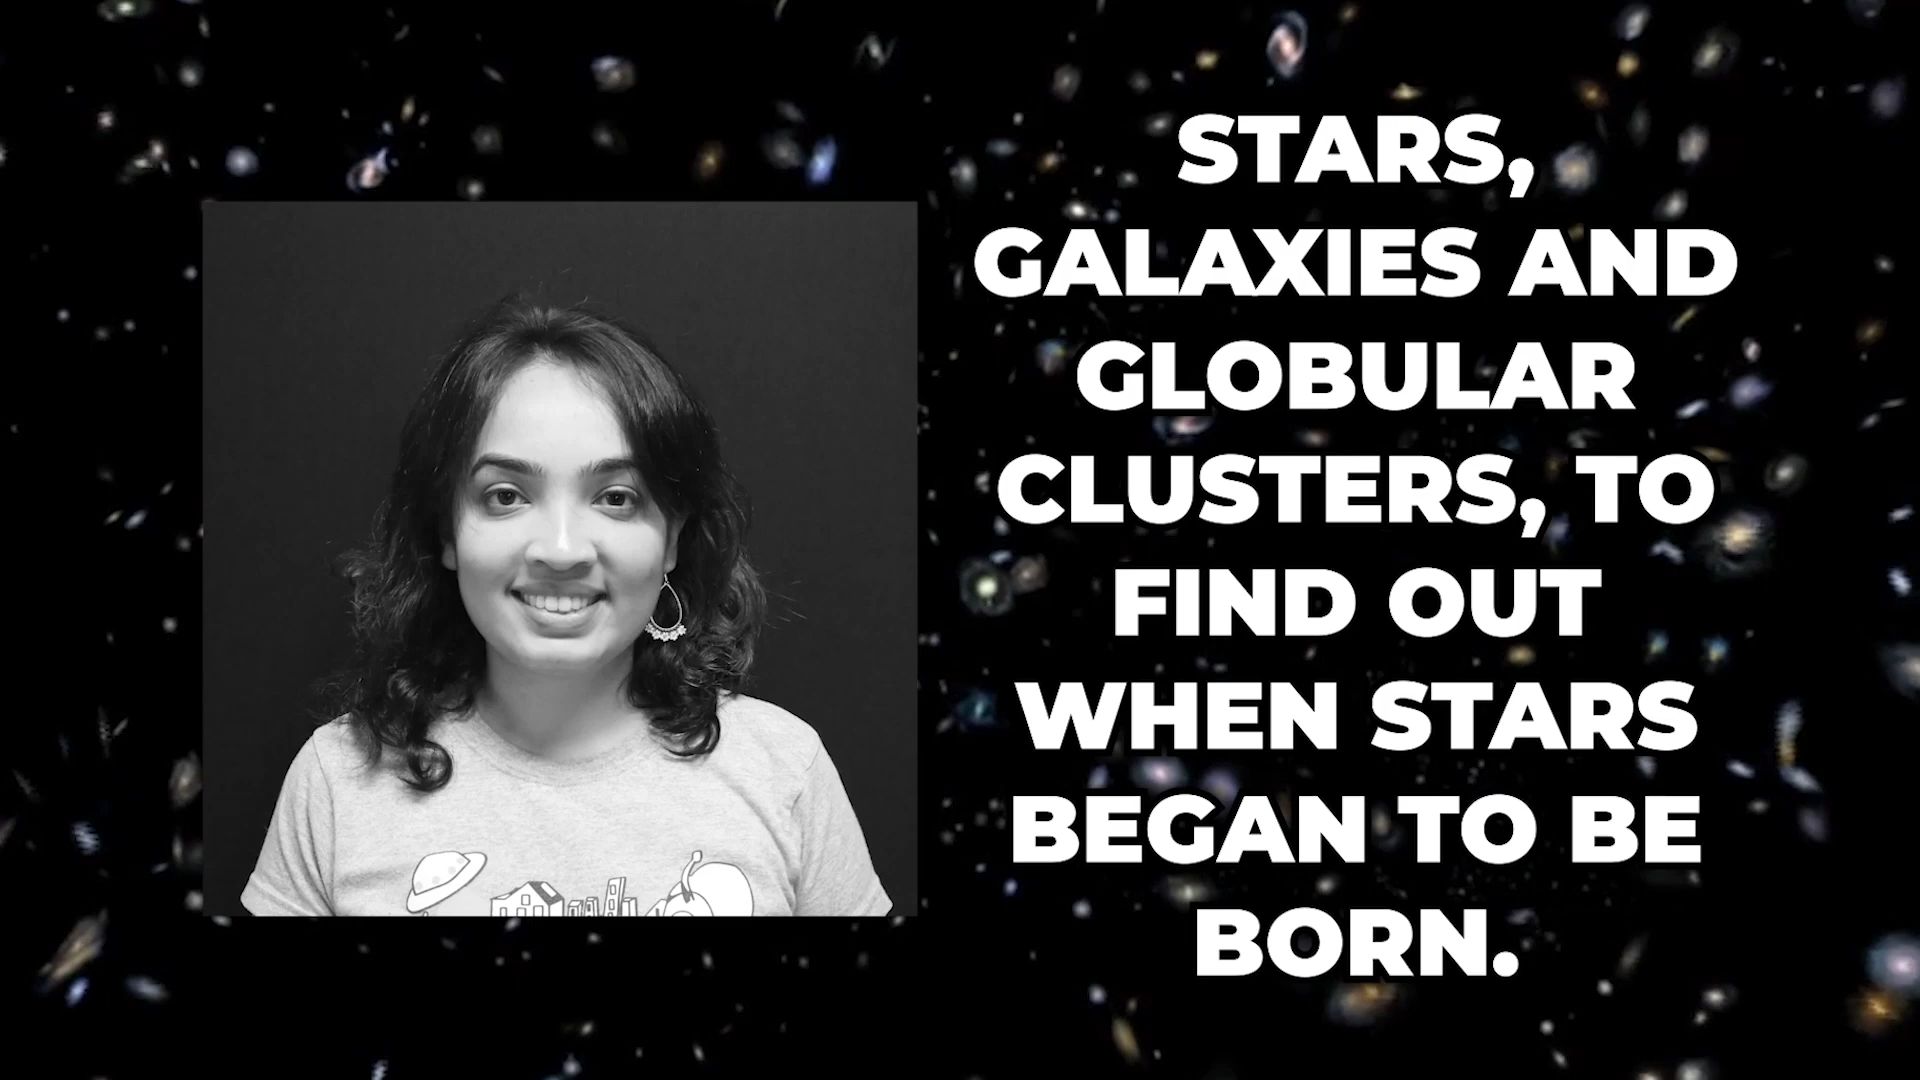 STARS,
GALAXIES AND
GLOBULAR
CLUSTERS, TO
FIND OUT
WHEN STARS
BEGAN TO BE
BORN.